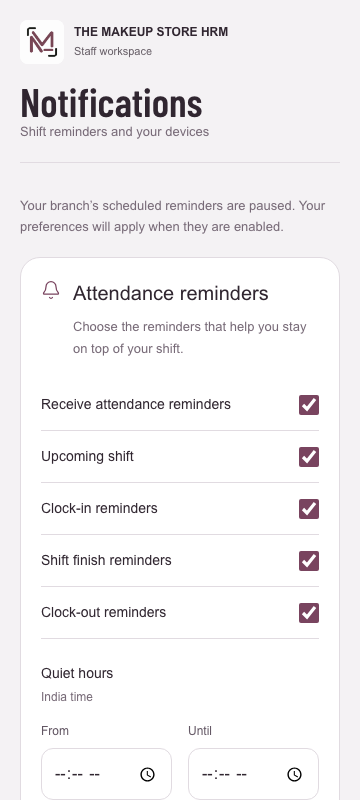 THE MAKEUP STORE HRM
Staff workspace
Notifications
Shift reminders and your devices
Your branch’s scheduled reminders are paused. Your
preferences will apply when they are enabled.
Attendance reminders
Choose the reminders that help you stay
on top of your shift.
Receive attendance reminders
Upcoming shift
Clock-in reminders
Shift finish reminders
Clock-out reminders
Quiet hours
India time
From Until
--:-- -- --:-- --